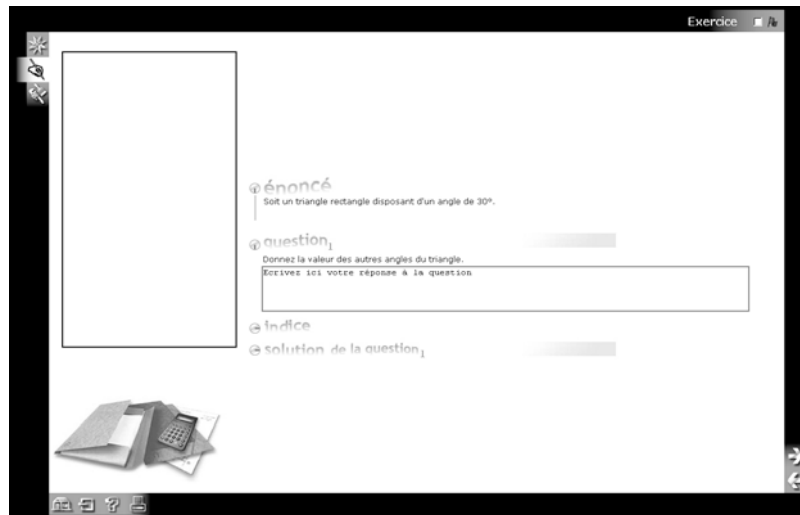 Exercice
énoncé
Soit un triangle rectangle disposant d'un angle de 30°.
question1
Donnez la valeur des autres angles du triangle.
Ecrivez ici votre réponse à la question
indice
solution de la question1
?